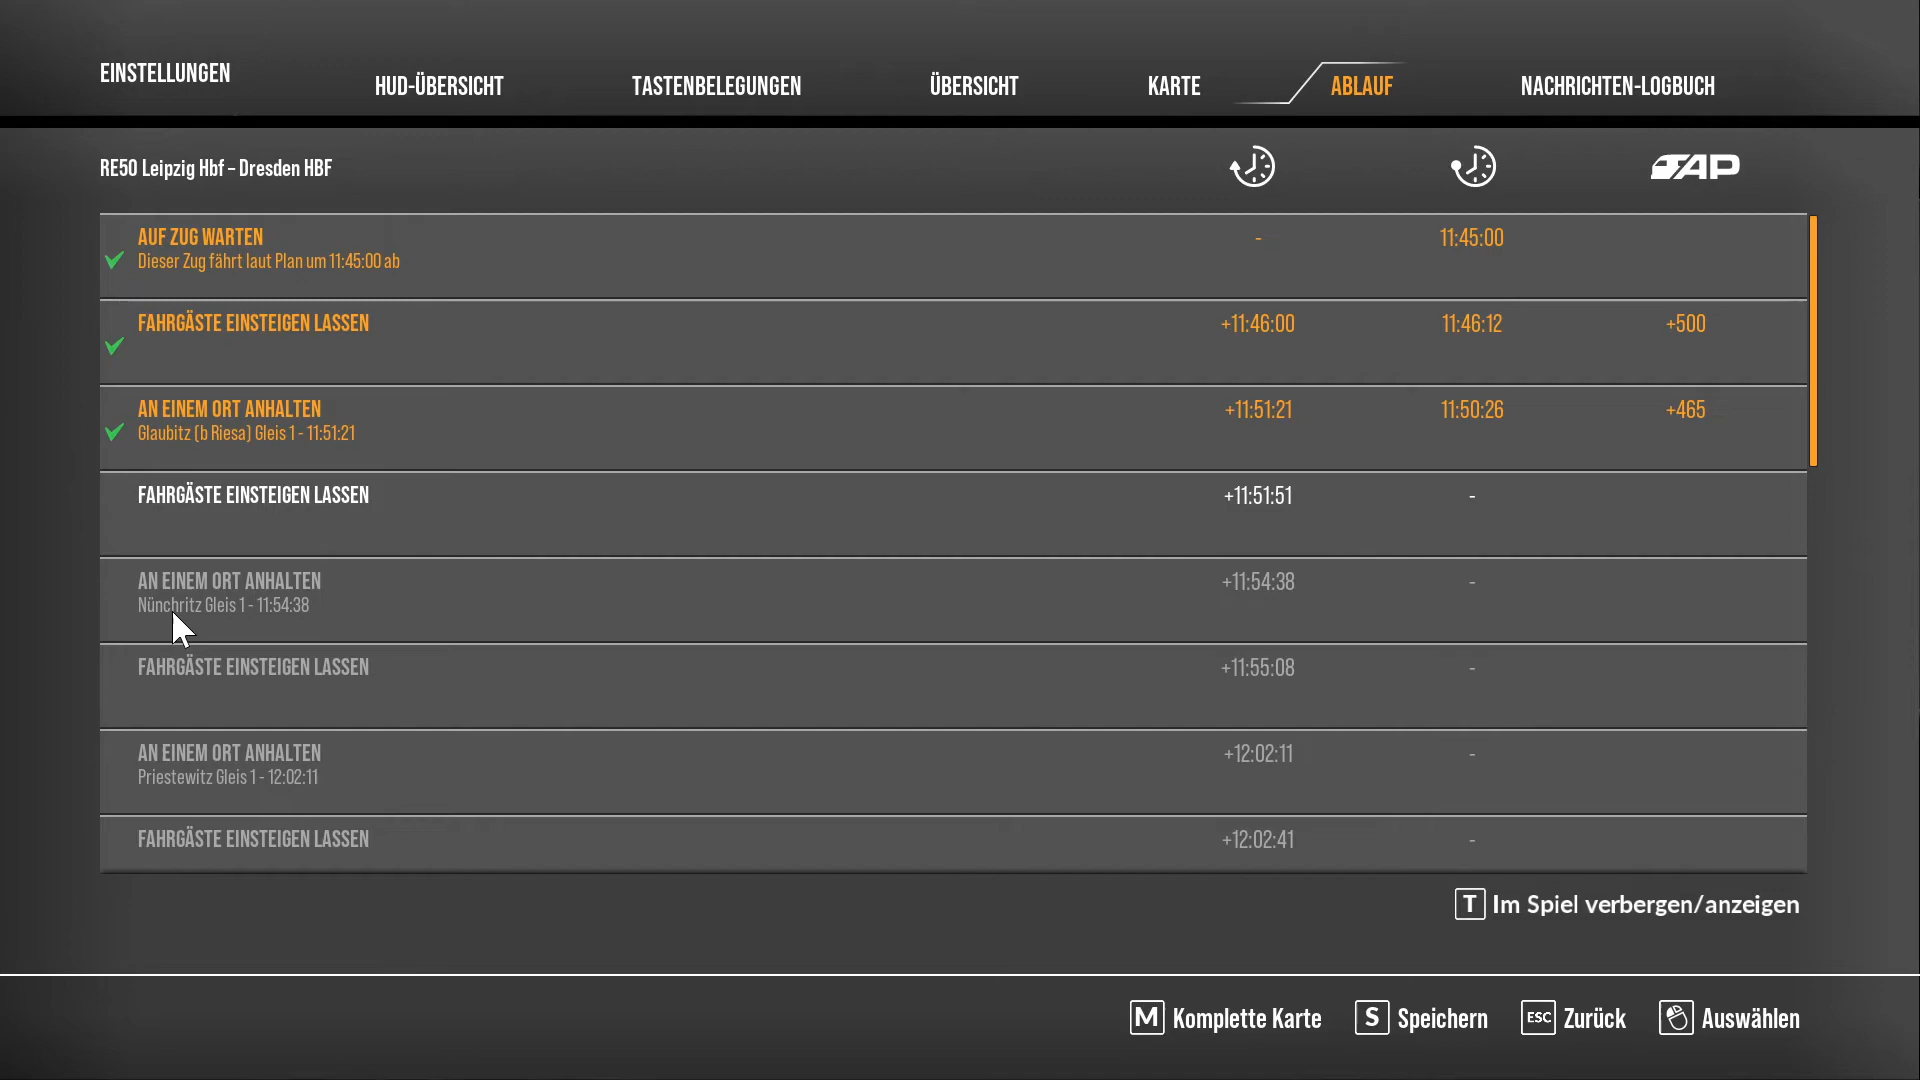 EINSTELLUNGEN
HUD-ÜBERSICHT
TASTENBELEGUNGEN
ÜBERSICHT
KARTE
ABLAUF
NACHRICHTEN-LOGBUCH
RE50 Leipzig Hbf – Dresden HBF
AP
AUF ZUG WARTEN - 11:45:00
Dieser Zug fährt laut Plan um 11:45:00 ab
FAHRGÄSTE EINSTEIGEN LASSEN +11:46:00 11:46:12 +500
AN EINEM ORT ANHALTEN +11:51:21 11:50:26 +465
Glaubitz (b Riesa) Gleis 1 - 11:51:21
FAHRGÄSTE EINSTEIGEN LASSEN +11:51:51 -
AN EINEM ORT ANHALTEN +11:54:38 -
Nünchritz Gleis 1 - 11:54:38
FAHRGÄSTE EINSTEIGEN LASSEN +11:55:08 -
AN EINEM ORT ANHALTEN +12:02:11 -
Priestewitz Gleis 1 - 12:02:11
FAHRGÄSTE EINSTEIGEN LASSEN +12:02:41 -
T Im Spiel verbergen/anzeigen
M Komplette Karte
S Speichern
ESC Zurück
Auswählen